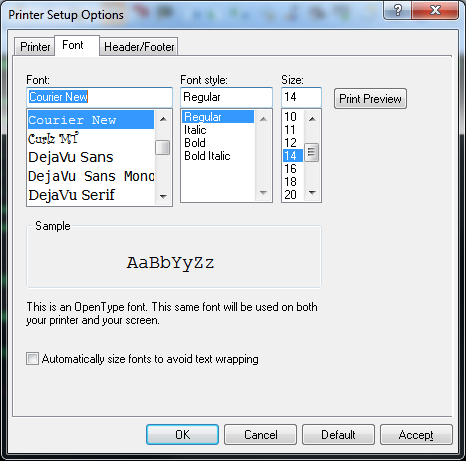 Printer Setup Options
Printer
Font
Header/Footer
Font:
Courier New
Courier New
Curlz MT
DejaVu Sans
DejaVu Sans Mono
DejaVu Serif
Font style:
Regular
Regular
Italic
Bold
Bold Italic
Size:
14
10
11
12
14
16
18
20
Print Preview
Sample
AaBbYyZz
This is an OpenType font. This same font will be used on both
your printer and your screen.
Automatically size fonts to avoid text wrapping
OK
Cancel
Default
Accept